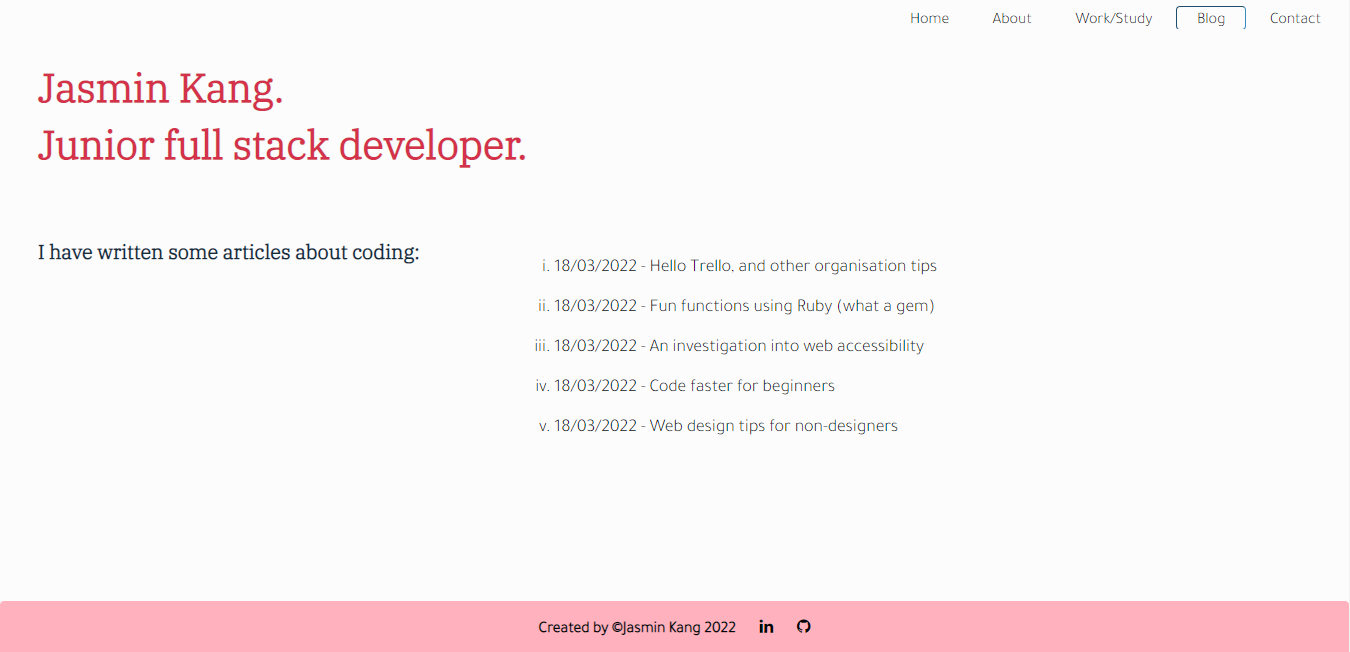 Home About Work/Study Blog Contact
Jasmin Kang.
Junior full stack developer.
I have written some articles about coding:
i. 18/03/2022 - Hello Trello, and other organisation tips
ii. 18/03/2022 - Fun functions using Ruby (what a gem)
iii. 18/03/2022 - An investigation into web accessibility
iv. 18/03/2022 - Code faster for beginners
v. 18/03/2022 - Web design tips for non-designers
Created by ©Jasmin Kang 2022 in